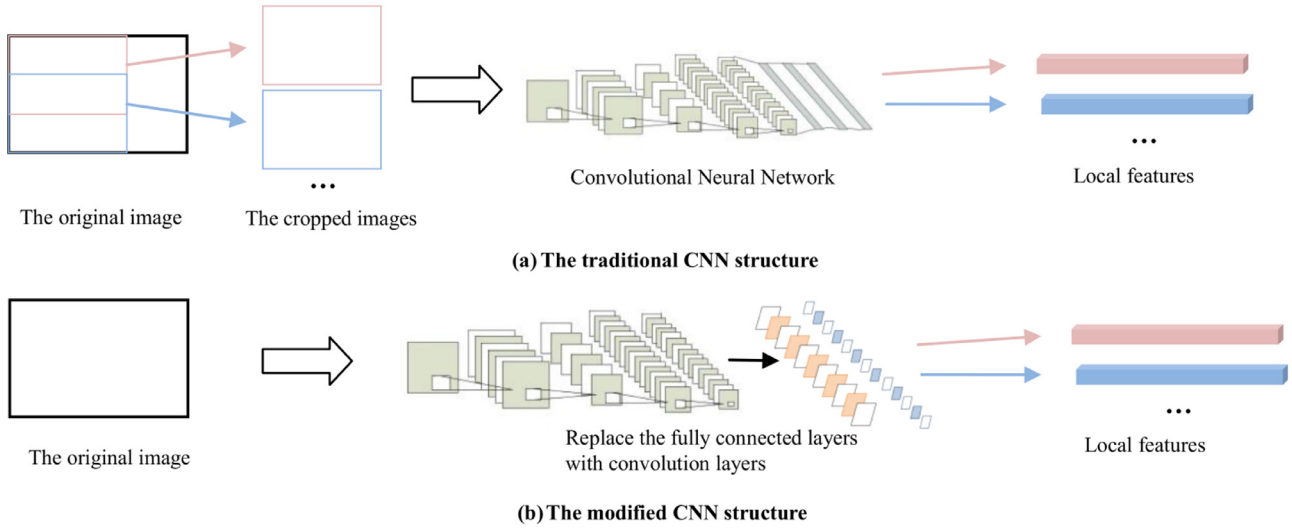 ...
...
Convolutional Neural Network
Local features
The original image
The cropped images
(a) The traditional CNN structure
...
Replace the fully connected layers
with convolution layers
Local features
The original image
(b) The modified CNN structure